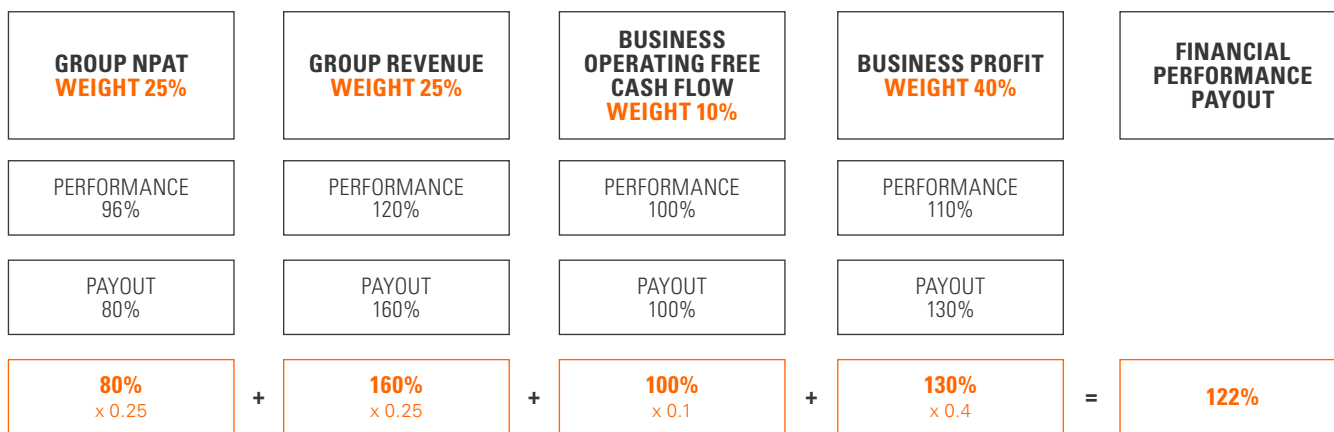 GROUP NPAT
WEIGHT 25%
GROUP REVENUE
WEIGHT 25%
BUSINESS
OPERATING FREE
CASH FLOW
WEIGHT 10%
BUSINESS PROFIT
WEIGHT 40%
FINANCIAL
PERFORMANCE
PAYOUT
PERFORMANCE
96%
PERFORMANCE
120%
PERFORMANCE
100%
PERFORMANCE
110%
PAYOUT
80%
PAYOUT
160%
PAYOUT
100%
PAYOUT
130%
80%
x 0.25
+
160%
x 0.25
+
100%
x 0.1
+
130%
x 0.4
=
122%